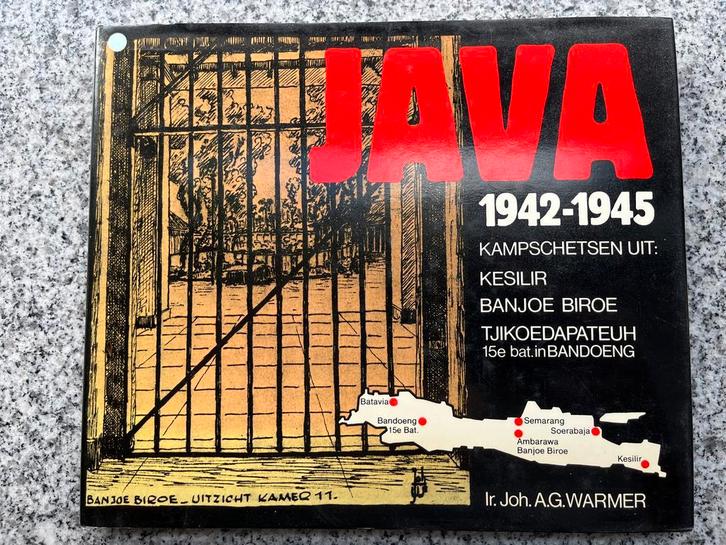 JAVA
1942-1945
KAMPSCHETSEN UIT:
KESILIR
BANJOE BIROE
TJIKOEDAPATEUH
15e bat.in BANDOENG
Batavia
Bandoeng
15e Bat.
Semarang
Soerabaja
Ambarawa
Banjoe Biroe
Kesilir
BANJOE BIROE_ UITZICHT KAMER 11.
Ir. Joh. A.G. WARMER